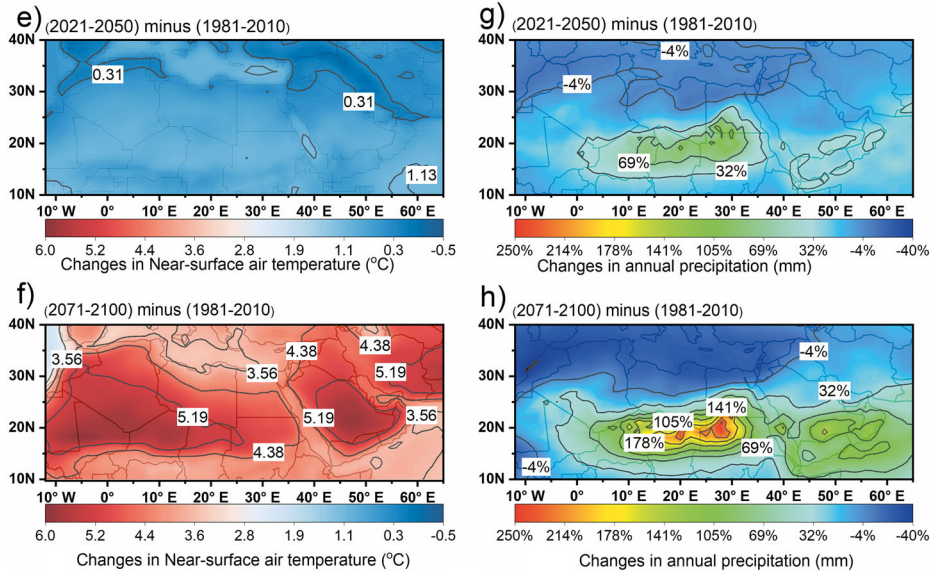 e)
(2021-2050) minus (1981-2010)
40N
30N
20N
10N
0.31
0.31
1.13
10° W 0° 10° E 20° E 30° E 40° E 50° E 60° E
6.0 5.2 4.4 3.6 2.8 1.9 1.1 0.3 -0.5
Changes in Near-surface air temperature (°C)
g)
(2021-2050) minus (1981-2010)
40N
30N
20N
10N
-4%
-4%
69%
32%
10° W 0° 10° E 20° E 30° E 40° E 50° E 60° E
250% 214% 178% 141% 105% 69% 32% -4% -40%
Changes in annual precipitation (mm)
f)
(2071-2100) minus 1981-2010)
40N
30N
20N
10N
3.56
3.56
4.38
4.38
5.19
5.19
5.19
3.56
4.38
10° W 0° 10° E 20° E 30° E 40° E 50° E 60° E
6.0 5.2 4.4 3.6 2.8 1.9 1.1 0.3 -0.5
Changes in Near-surface air temperature (°C)
h)
(2071-2100) minus 1981-2010)
40N
30N
20N
10N
-4%
32%
141%
105%
178%
69%
-4%
10° W 0° 10° E 20° E 30° E 40° E 50° E 60° E
250% 214% 178% 141% 105% 69% 32% -4% -40%
Changes in annual precipitation (mm)